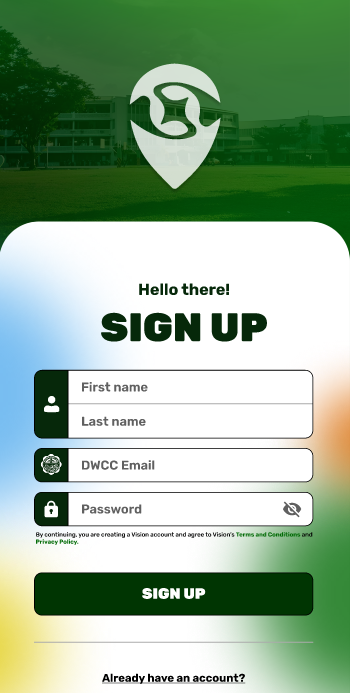 Hello there!
SIGN UP
First name
Last name
DWCC Email
Password
By continuing, you are creating a Vision account and agree to Vision's Terms and Conditions and
Privacy Policy.
SIGN UP
Already have an account?